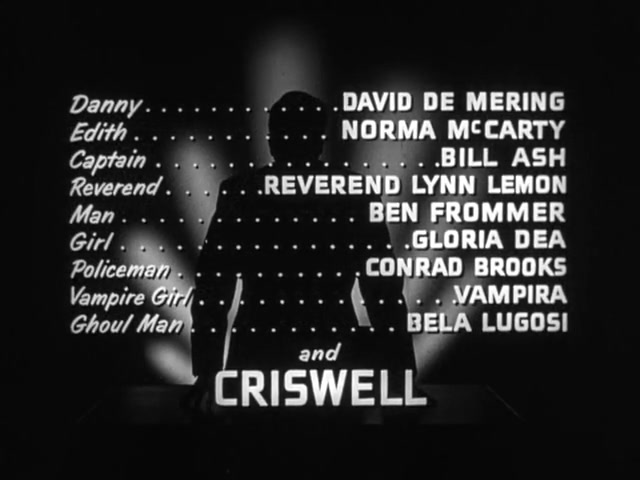 Danny. . . . . . . . . . . . DAVID DE MERING
Edith . . . . . . . . . . . NORMA McCARTY
Captain . . . . . . . . . . . . . . . . .BILL ASH
Reverend . . . . . .REVEREND LYNN LEMON
Man . . . . . . . . . . . . . . . BEN FROMMER
Girl . . . . . . . . . . . . . . . . . .GLORIA DEA
Policeman . . . . . . . . . . . CONRAD BROOKS
Vampire Girl. . . . . . . . . . . . . . .VAMPIRA
Ghoul Man . . . . . . . . . . . . . BELA LUGOSI
and
CRISWELL